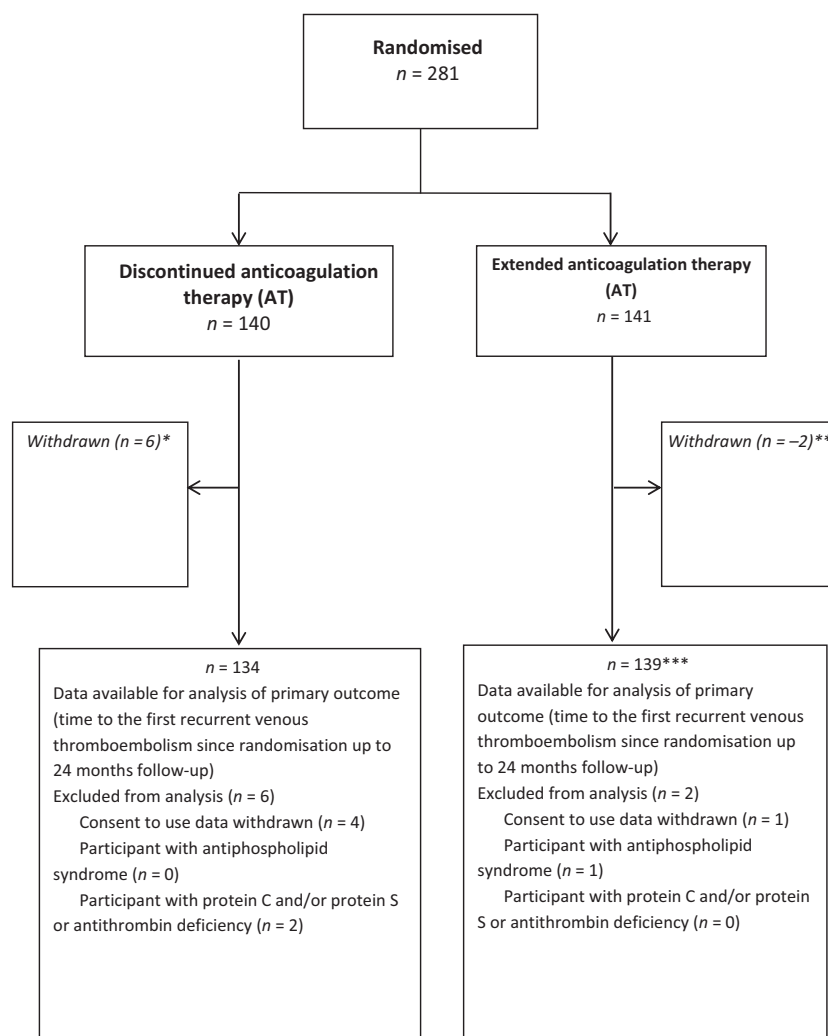 Randomised
n = 281
Discontinued anticoagulation
therapy (AT)
n = 140
Extended anticoagulation therapy
(AT)
n = 141
Withdrawn (n = 6)*
Withdrawn (n = –2)**
n = 134
Data available for analysis of primary outcome
(time to the first recurrent venous
thromboembolism since randomisation up to
24 months follow-up)
Excluded from analysis (n = 6)
Consent to use data withdrawn (n = 4)
Participant with antiphospholipid
syndrome (n = 0)
Participant with protein C and/or protein S
or antithrombin deficiency (n = 2)
n = 139***
Data available for analysis of primary
outcome (time to the first recurrent venous
thromboembolism since randomisation up
to 24 months follow-up)
Excluded from analysis (n = 2)
Consent to use data withdrawn (n = 1)
Participant with antiphospholipid
syndrome (n = 1)
Participant with protein C and/or protein
S or antithrombin deficiency (n = 0)